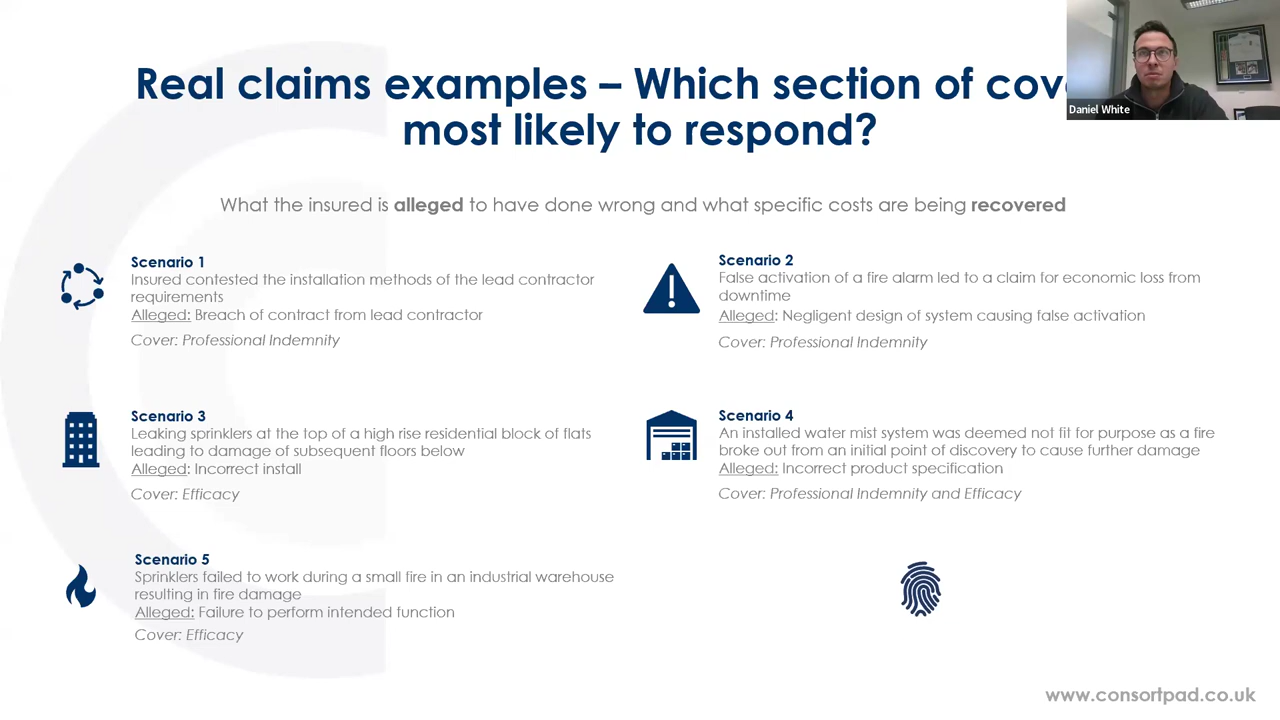 Real claims examples – Which section of cov
most likely to respond?
Daniel White
What the insured is alleged to have done wrong and what specific costs are being recovered
Scenario 1
Insured contested the installation methods of the lead contractor
requirements
Alleged: Breach of contract from lead contractor
Cover: Professional Indemnity
Scenario 2
False activation of a fire alarm led to a claim for economic loss from
downtime
Alleged: Negligent design of system causing false activation
Cover: Professional Indemnity
Scenario 3
Leaking sprinklers at the top of a high rise residential block of flats
leading to damage of subsequent floors below
Alleged: Incorrect install
Cover: Efficacy
Scenario 4
An installed water mist system was deemed not fit for purpose as a fire
broke out from an initial point of discovery to cause further damage
Alleged: Incorrect product specification
Cover: Professional Indemnity and Efficacy
Scenario 5
Sprinklers failed to work during a small fire in an industrial warehouse
resulting in fire damage
Alleged: Failure to perform intended function
Cover: Efficacy
www.consortpad.co.uk